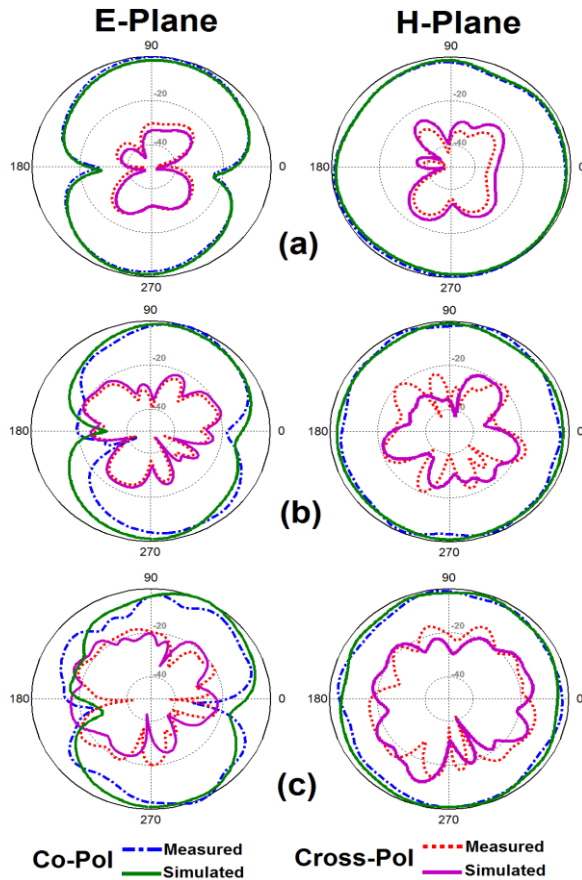 E-Plane H-Plane
90 90
-20 -20
-40 -40
180 0 180 0
270 (a) 270
90 90
-20 -20
-40 -40
180 0 180 0
270 (b) 270
90 90
-20 -20
-40 -40
180 0 180 0
270 (c) 270
Co-Pol Measured Cross-Pol Measured
Simulated Simulated